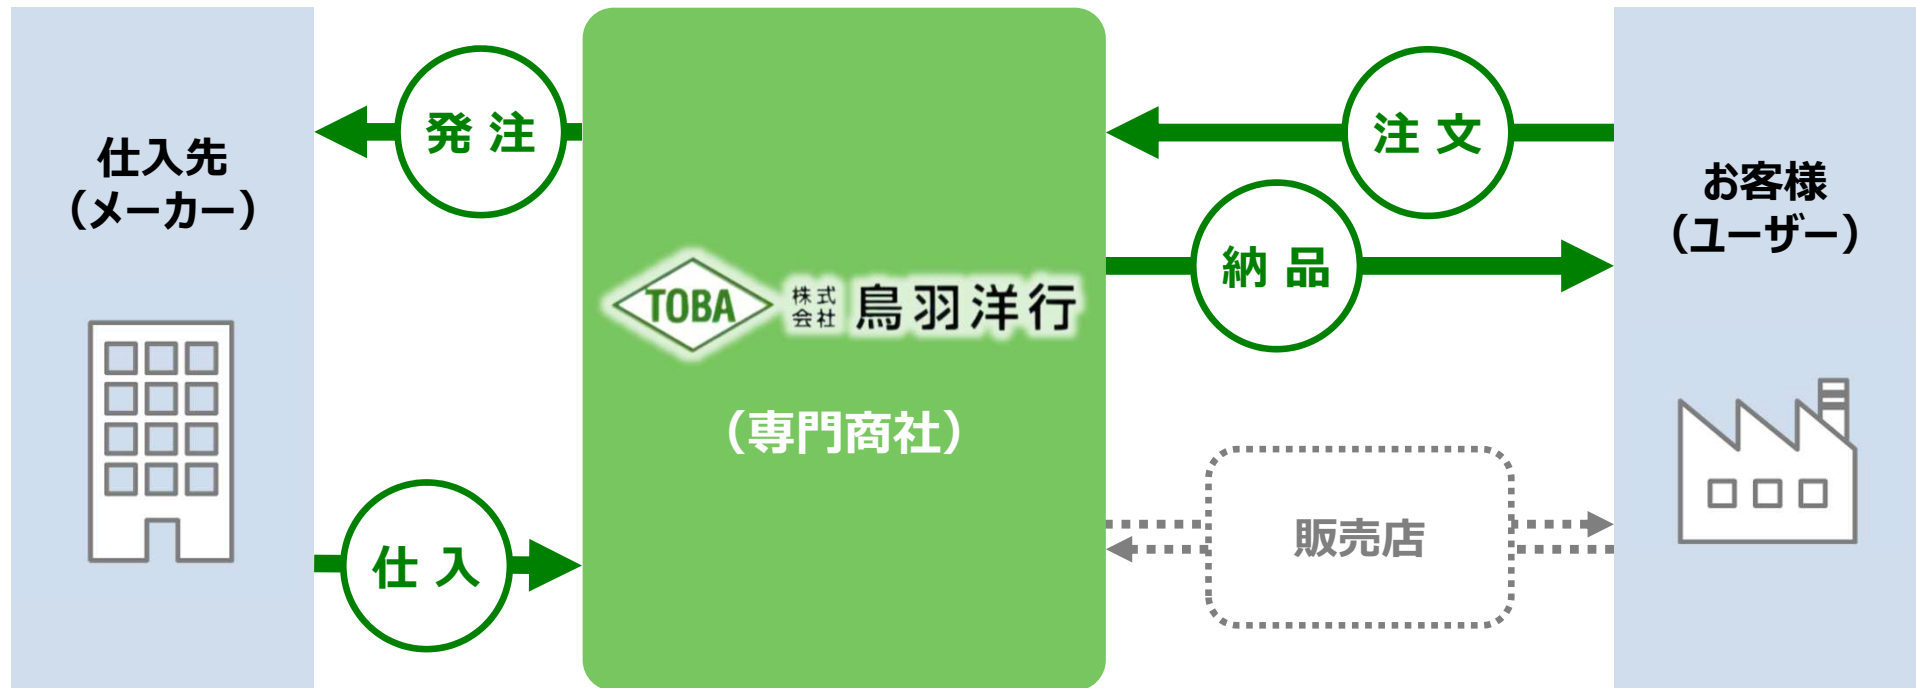 仕入先
（メーカー）
発 注
仕 入
TOBA
株式
会社
鳥羽洋行
（専門商社）
注 文
納 品
販売店
お客様
（ユーザー）